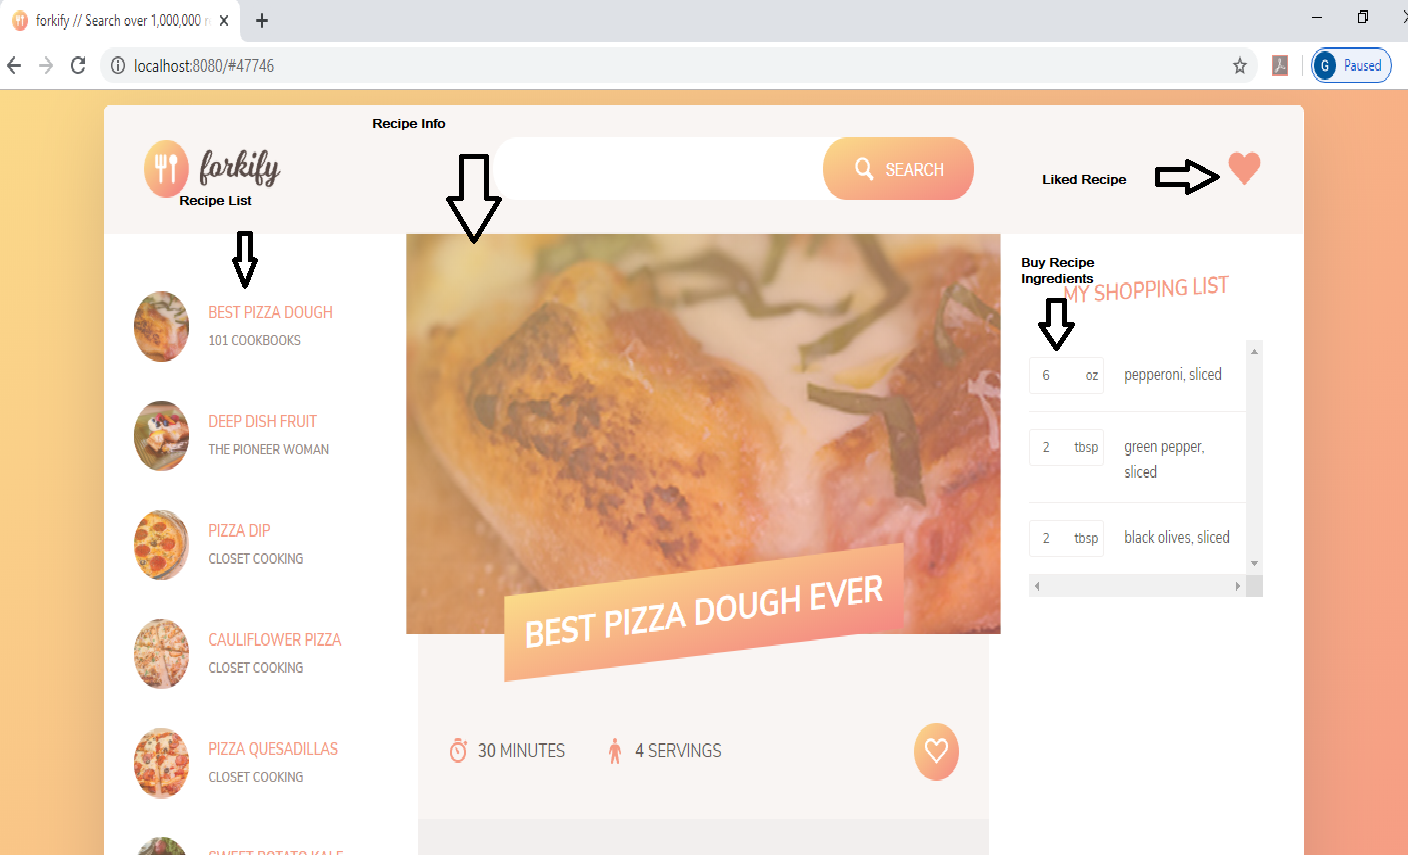 forkify // Search over 1,000,000
localhost:8080/#47746
G Paused
Recipe Info
forkify
SEARCH
Liked Recipe
Recipe List
BEST PIZZA DOUGH
101 COOKBOOKS
DEEP DISH FRUIT
THE PIONEER WOMAN
PIZZA DIP
CLOSET COOKING
CAULIFLOWER PIZZA
CLOSET COOKING
PIZZA QUESADILLAS
CLOSET COOKING
SWEET POTATO KALE
BEST PIZZA DOUGH EVER
30 MINUTES
4 SERVINGS
Buy Recipe
Ingredients
MY SHOPPING LIST
6 oz pepperoni, sliced
2 tbsp green pepper,
sliced
2 tbsp black olives, sliced